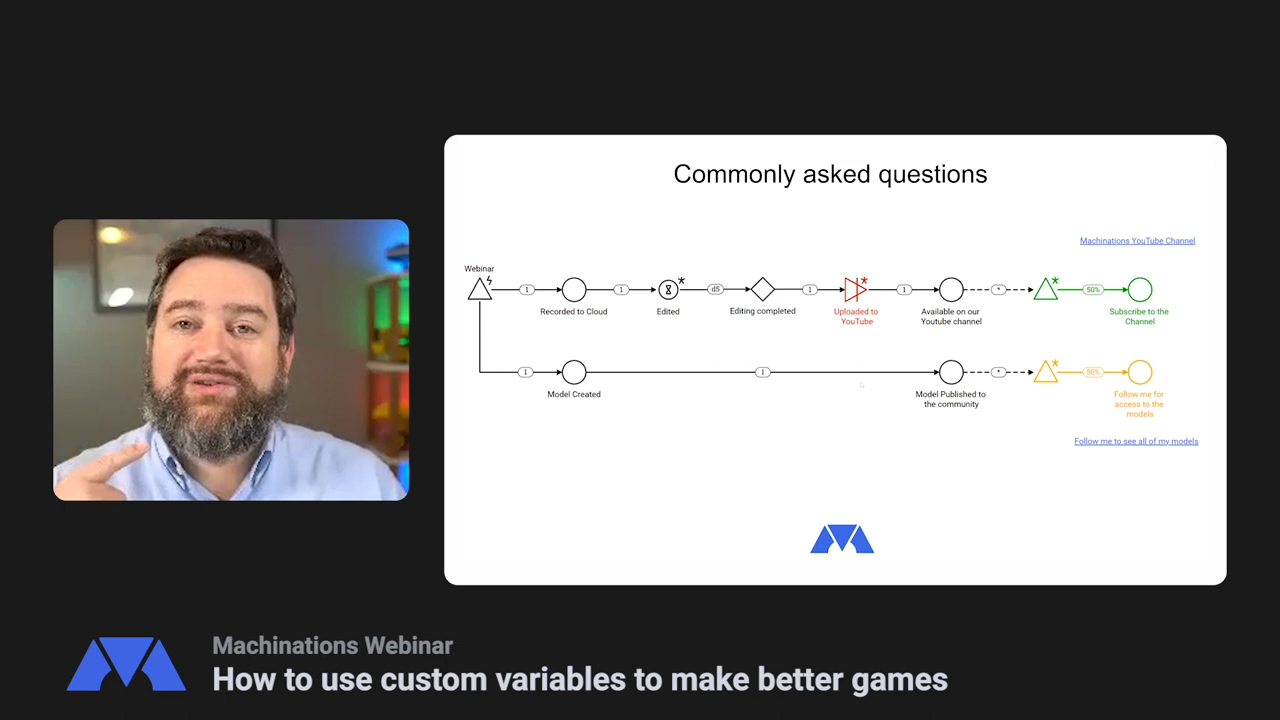 Commonly asked questions
Machinations YouTube Channel
Webinar
1
1
d5
1
1
*
50%
Recorded to Cloud
Edited
Editing completed
Uploaded to
YouTube
Available on our
Youtube channel
Subscribe to the
Channel
1
1
*
50%
Model Created
Model Published to
the community
Follow me for
access to the
models
Follow me to see all of my models
Machinations Webinar
How to use custom variables to make better games